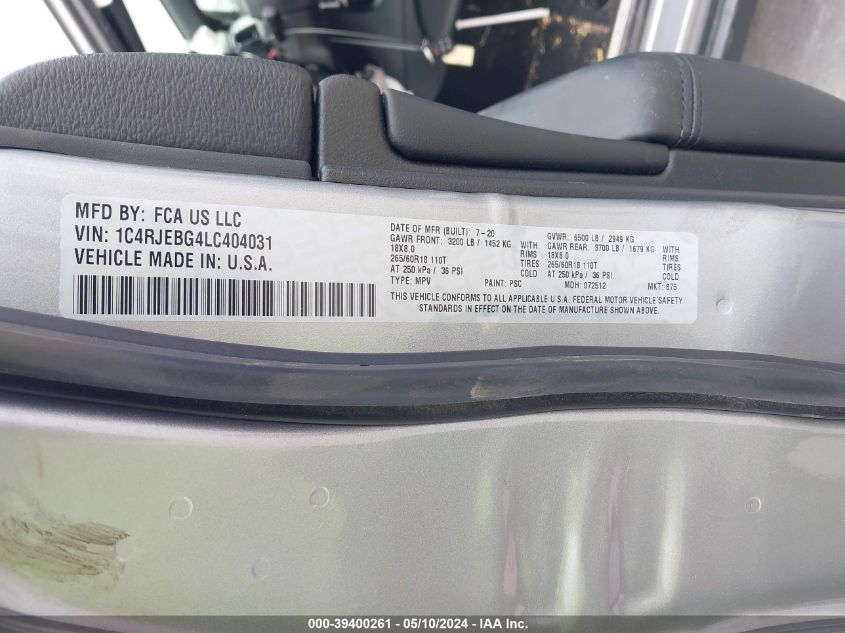 MFD BY: FCA US LLC
VIN: 1C4RJEBG4LC404031
VEHICLE MADE IN: U.S.A.
DATE OF MFR (BUILT): 7-20 GVWR: 6500 LB / 2949 KG
GAWR FRONT: 3200 LB / 1452 KG WITH GAWR REAR: 3700 LB / 1679 KG WITH
18X8.0 RIMS 18X8.0 RIMS
265/60R18 110T TIRES 265/60R18 110T TIRES
AT 250 kPa / 36 PSI COLD AT 250 kPa / 36 PSI COLD
TYPE: MPV PAINT: PSC MDH: 072512 MKT: 875
THIS VEHICLE CONFORMS TO ALL APPLICABLE U.S.A. FEDERAL MOTOR VEHICLE SAFETY
STANDARDS IN EFFECT ON THE DATE OF MANUFACTURE SHOWN ABOVE.
000-39400261 - 05/10/2024 - IAA Inc.